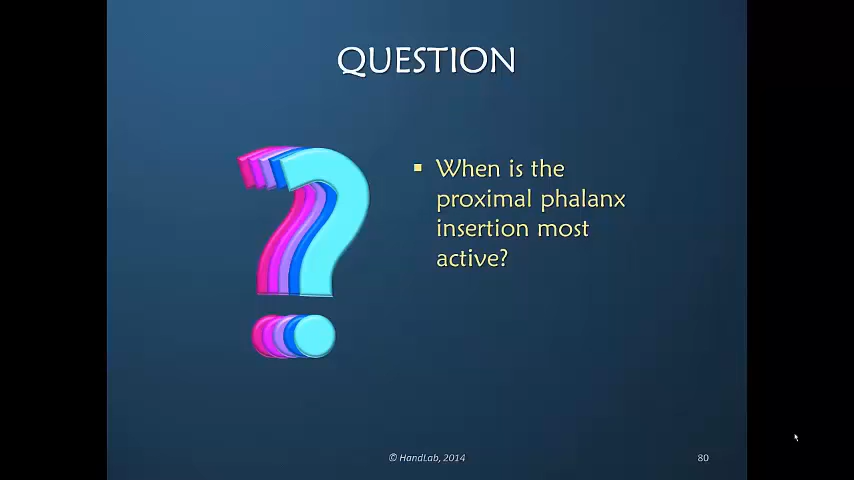 QUESTION
▪ When is the
proximal phalanx
insertion most
active?
© HandLab, 2014
80